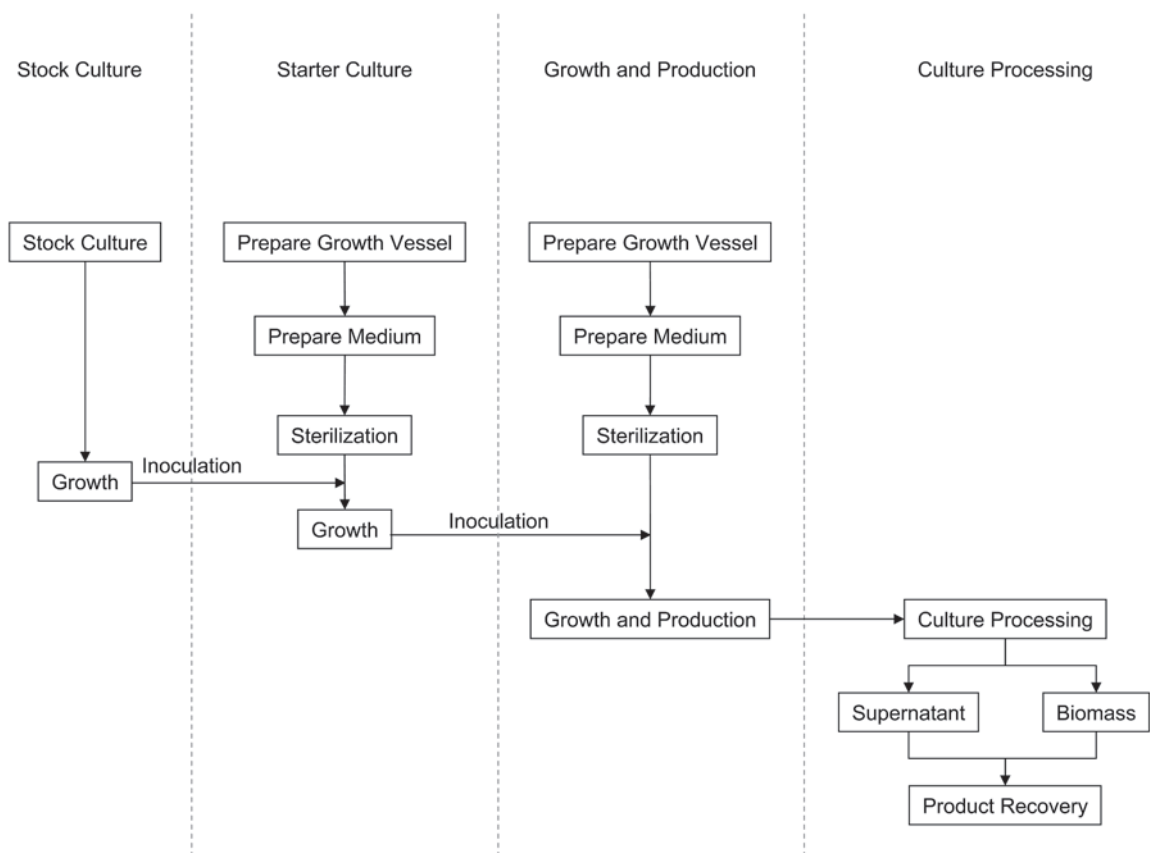 Stock Culture
Starter Culture
Growth and Production
Culture Processing
Stock Culture
Prepare Growth Vessel
Prepare Growth Vessel
Prepare Medium
Prepare Medium
Sterilization
Sterilization
Growth
Inoculation
Growth
Inoculation
Growth and Production
Culture Processing
Supernatant
Biomass
Product Recovery